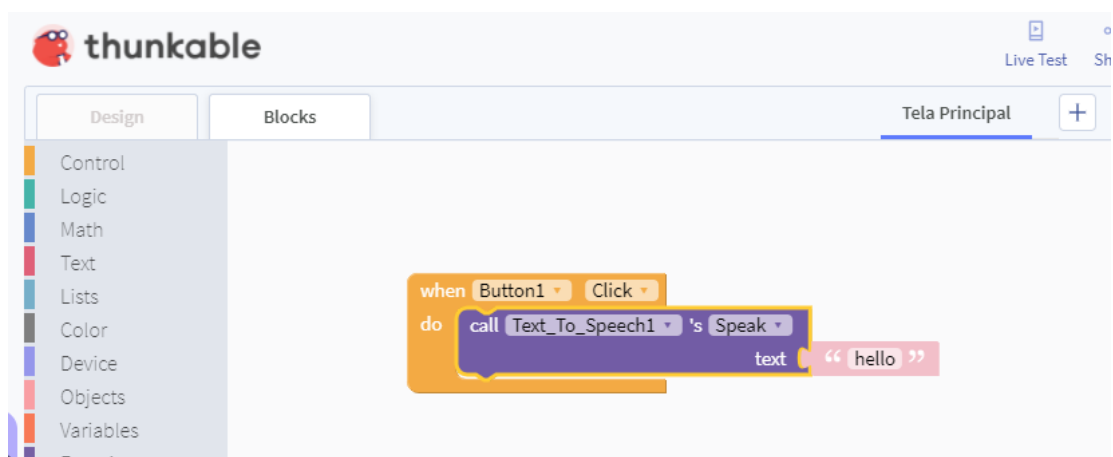 thunkable
Live Test Sh
Design Blocks Tela Principal +
Control
Logic
Math
Text
Lists
Color
Device
Objects
Variables
when Button1 Click
do call Text_To_Speech1 's Speak
text “ hello ”